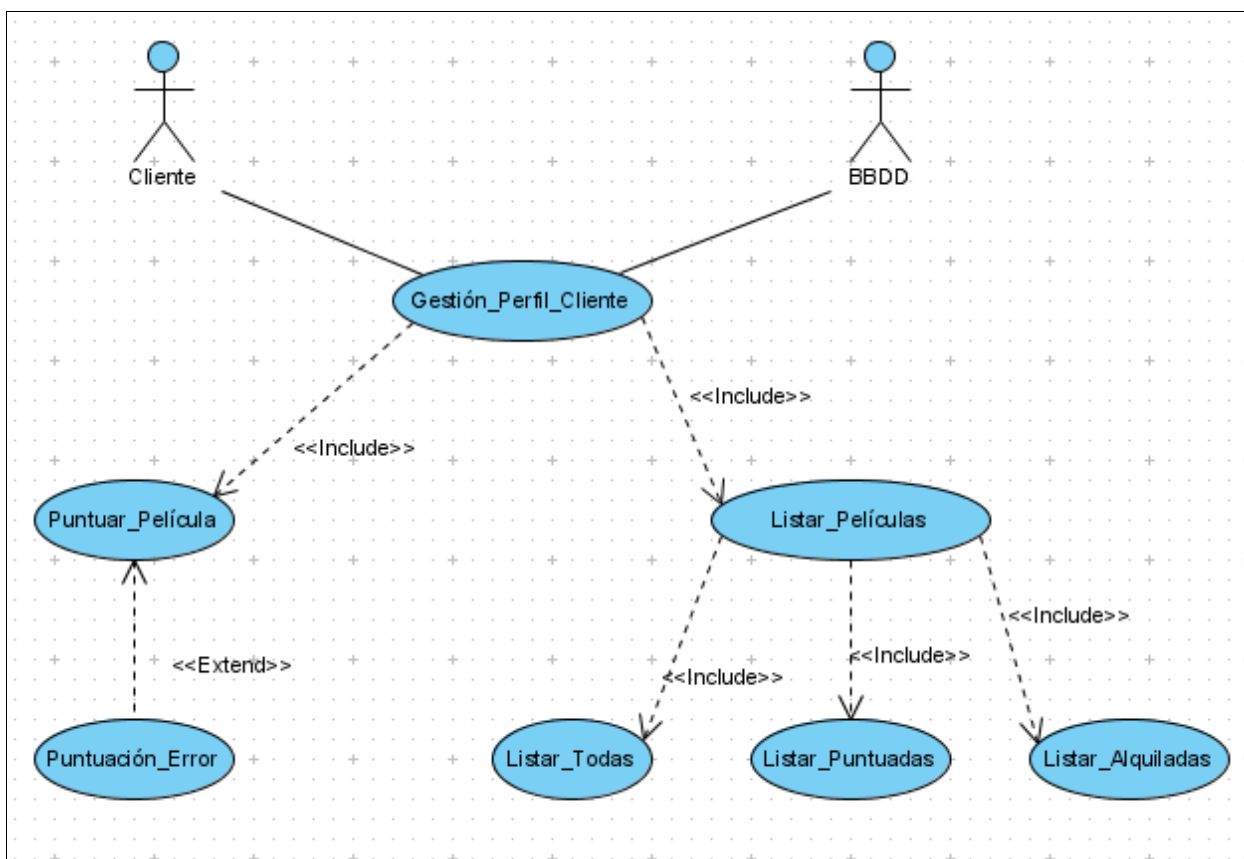 Cliente
BBDD
Gestión_Perfil_Cliente
<<Include>>
<<Include>>
Puntuar_Película
Listar_Películas
<<Include>>
<<Extend>>
<<Include>>
<<Include>>
Puntuación_Error
Listar_Todas
Listar_Puntuadas
Listar_Alquiladas